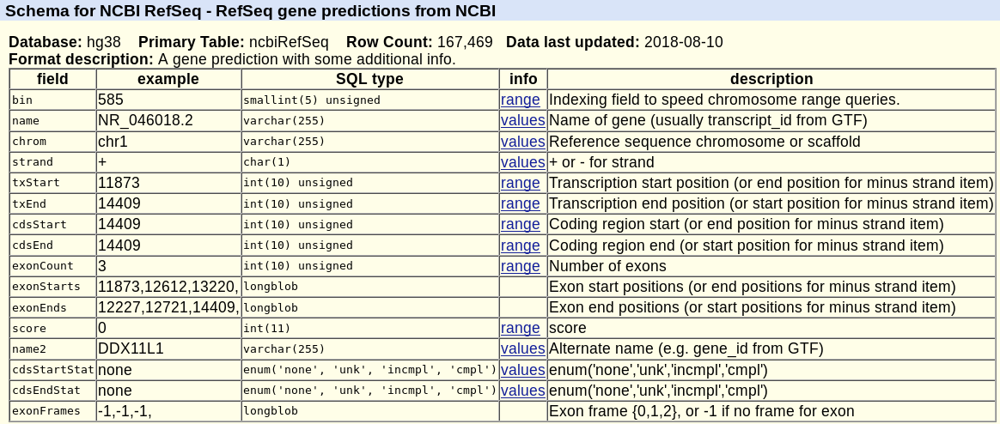 Schema for NCBI RefSeq - RefSeq gene predictions from NCBI
Database: hg38 Primary Table: ncbiRefSeq Row Count: 167,469 Data last updated: 2018-08-10
Format description: A gene prediction with some additional info.
field example SQL type info description
bin 585 smallint(5) unsigned range Indexing field to speed chromosome range queries.
name NR_046018.2 varchar(255) values Name of gene (usually transcript_id from GTF)
chrom chr1 varchar(255) values Reference sequence chromosome or scaffold
strand + char(1) values + or - for strand
txStart 11873 int(10) unsigned range Transcription start position (or end position for minus strand item)
txEnd 14409 int(10) unsigned range Transcription end position (or start position for minus strand item)
cdsStart 14409 int(10) unsigned range Coding region start (or end position for minus strand item)
cdsEnd 14409 int(10) unsigned range Coding region end (or start position for minus strand item)
exonCount 3 int(10) unsigned range Number of exons
exonStarts 11873,12612,13220, longblob Exon start positions (or end positions for minus strand item)
exonEnds 12227,12721,14409, longblob Exon end positions (or start positions for minus strand item)
score 0 int(11) range score
name2 DDX11L1 varchar(255) values Alternate name (e.g. gene_id from GTF)
cdsStartStat none enum('none', 'unk', 'incmpl', 'cmpl') values enum('none','unk','incmpl','cmpl')
cdsEndStat none enum('none', 'unk', 'incmpl', 'cmpl') values enum('none','unk','incmpl','cmpl')
exonFrames -1,-1,-1, longblob Exon frame {0,1,2}, or -1 if no frame for exon